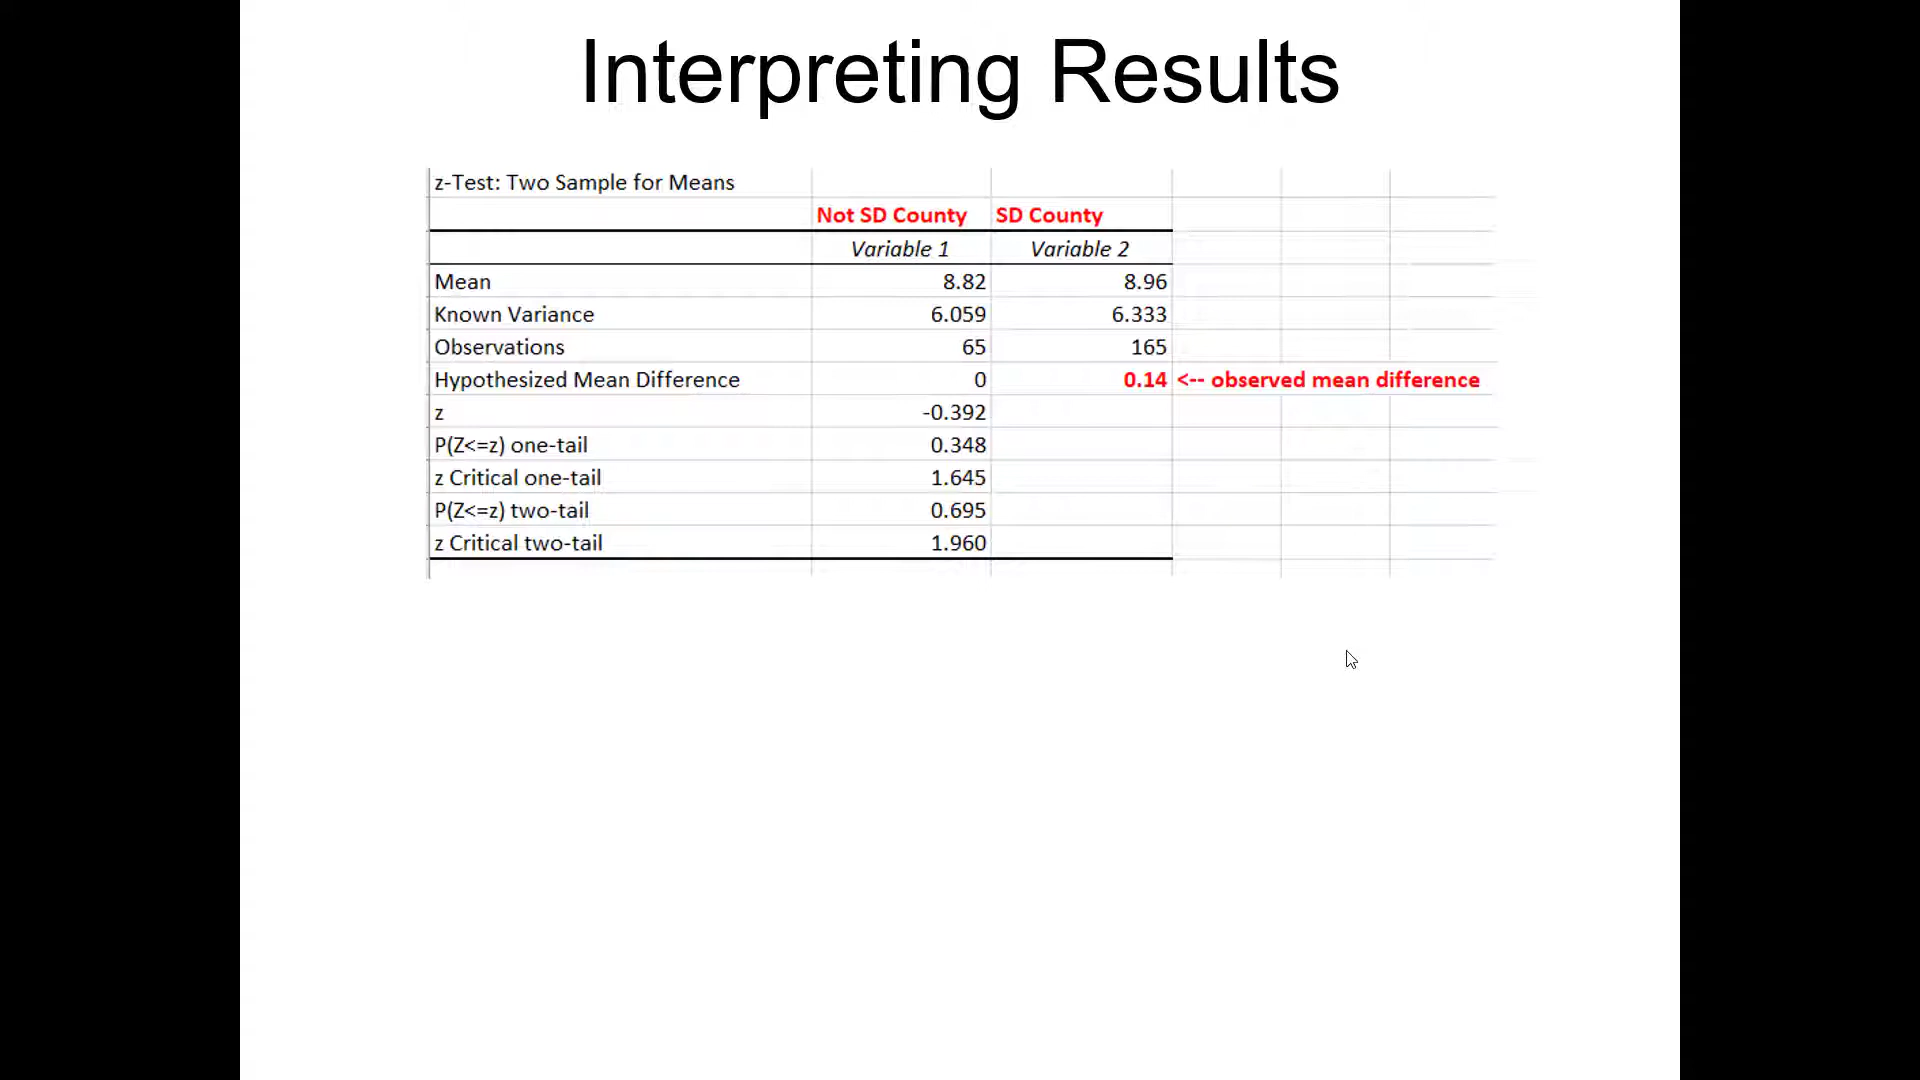 Interpreting Results
z-Test: Two Sample for Means
Not SD County SD County
Variable 1 Variable 2
Mean 8.82 8.96
Known Variance 6.059 6.333
Observations 65 165
Hypothesized Mean Difference 0 0.14 <-- observed mean difference
z -0.392
P(Z<=z) one-tail 0.348
z Critical one-tail 1.645
P(Z<=z) two-tail 0.695
z Critical two-tail 1.960